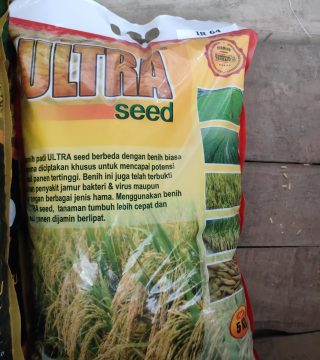 IR 64
ULTRA
seed
padi ULTRA seed berbeda dengan benih biasa
diciptakan khusus untuk mencapai potensi
panen tertinggi. Benih ini juga telah terbukti
penyakit jamur bakteri & virus maupun
dengan berbagai jenis hama. Menggunakan benih
seed, tanaman tumbuh lebih cepat dan
panen dijamin berlipat.
5